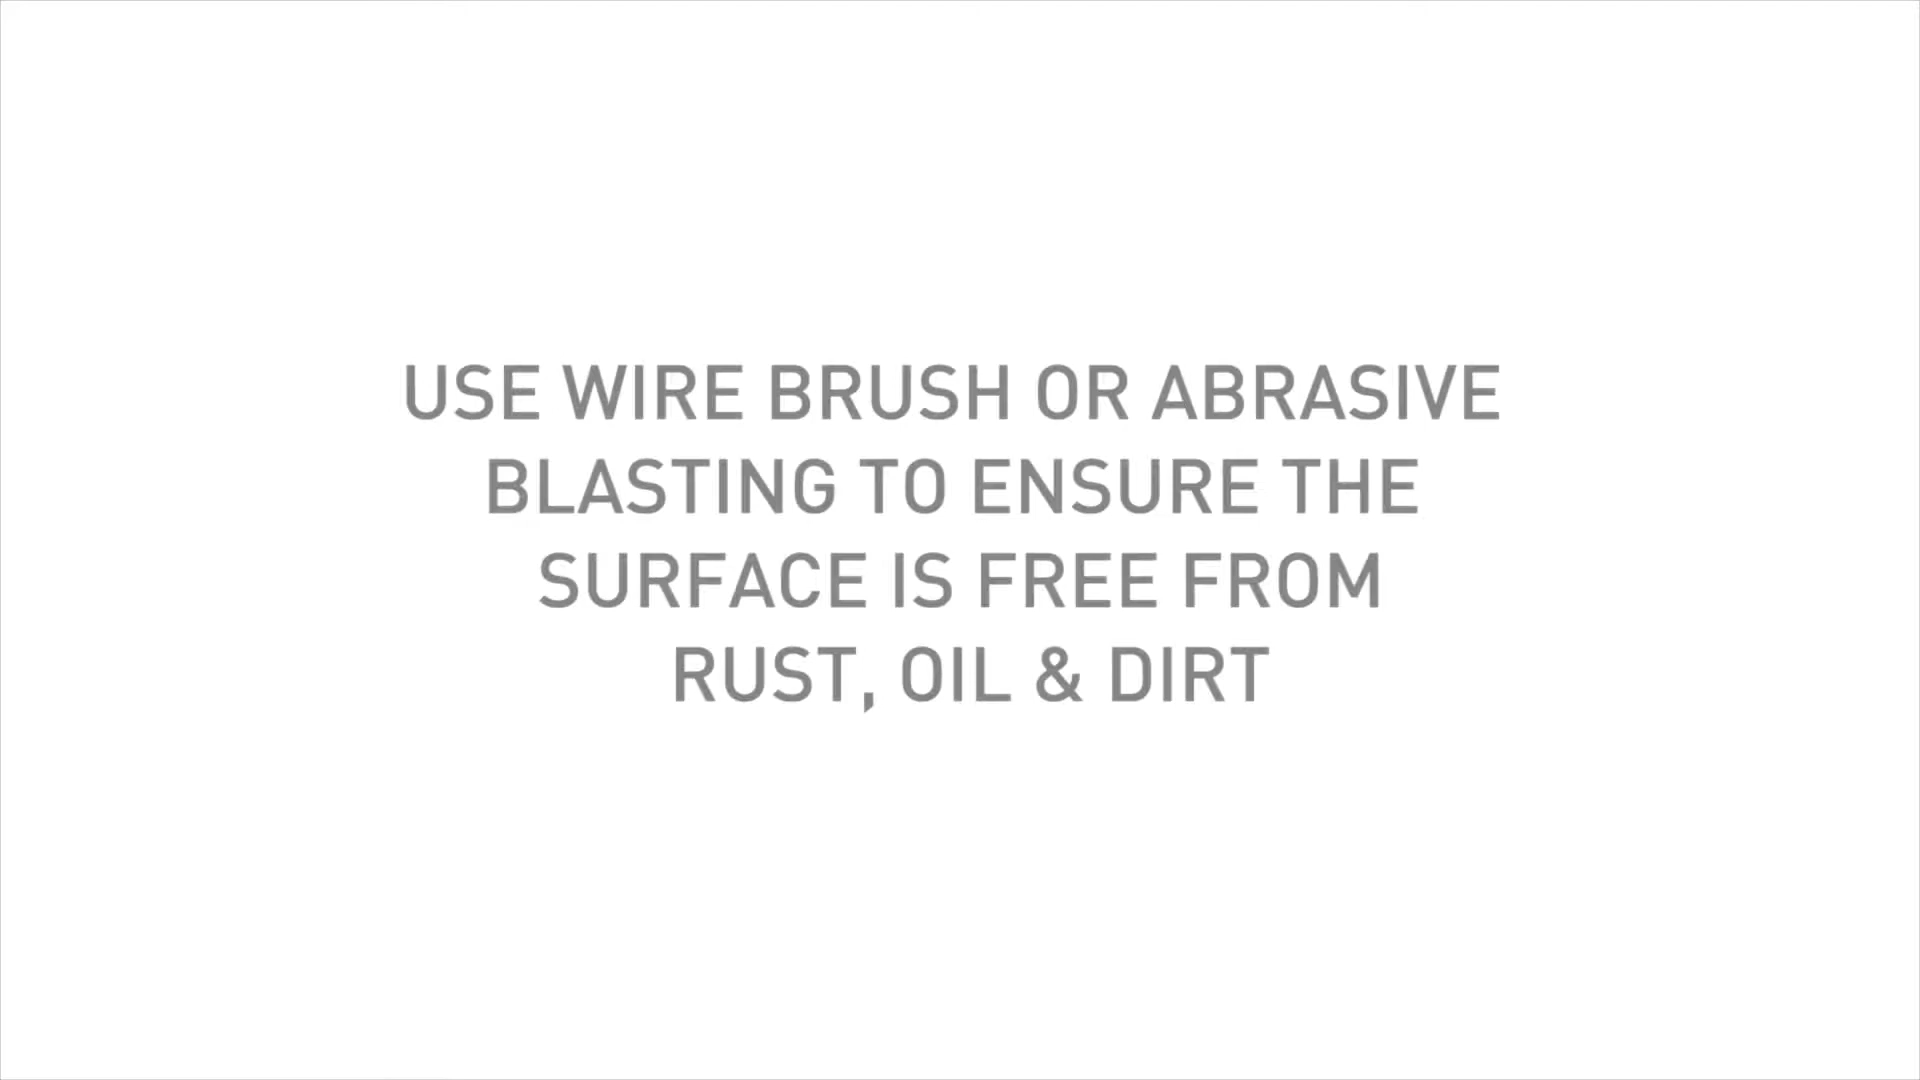 USE WIRE BRUSH OR ABRASIVE
BLASTING TO ENSURE THE
SURFACE IS FREE FROM
RUST, OIL & DIRT